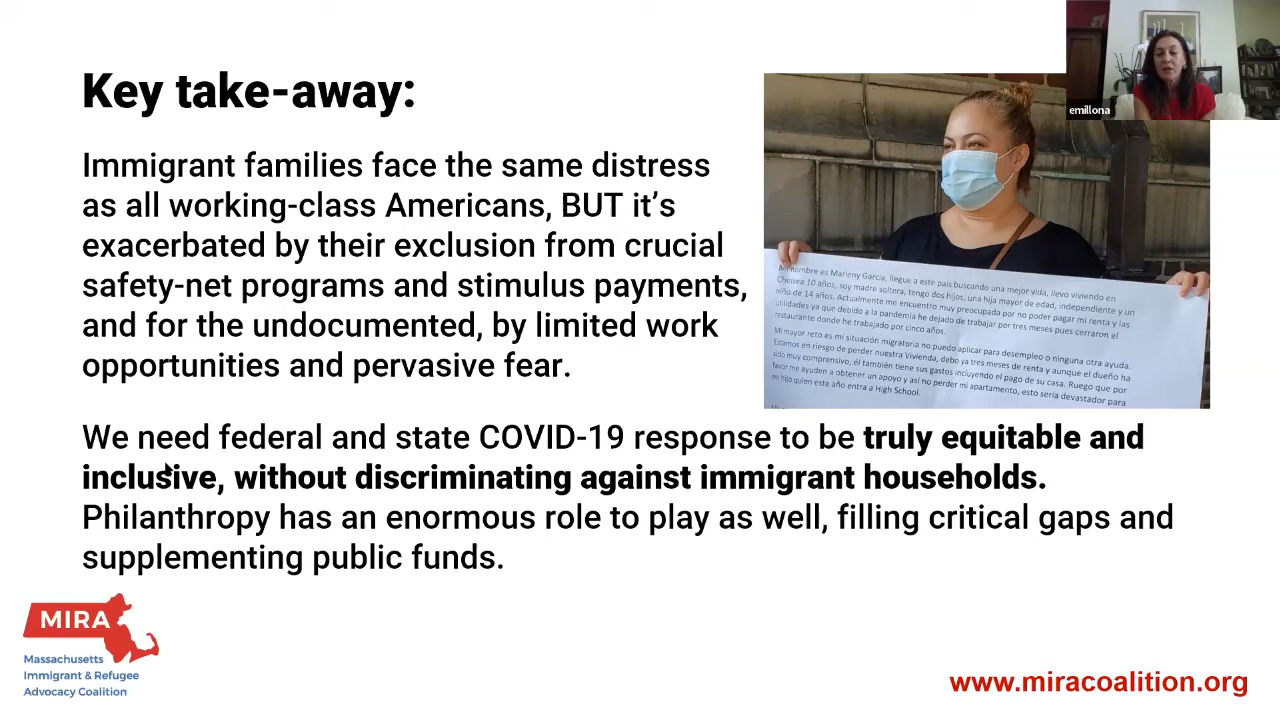 emillona
Key take-away:
Immigrant families face the same distress
as all working-class Americans, BUT it's
exacerbated by their exclusion from crucial
safety-net programs and stimulus payments,
and for the undocumented, by limited work
opportunities and pervasive fear.
Mi nombre es Marleny Garcia, llegue a este pais buscando una mejor vida, llevo viviendo en
Chelsea 10 años, soy madre soltera, tengo dos hijos, una hija mayor de edad, independiente y un
niño de 14 años. Actualmente me encuentro muy preocupada por no poder pagar mi renta y las
utilidades ya que debido a la pandemia he dejado de trabajar por tres meses pues cerraron el
restaurante donde he trabajado por cinco años.
Mi mayor reto es mi situación migratoria no puedo aplicar para desempleo o ninguna otra ayuda.
Estamos en riesgo de perder nuestra Vivienda, debo ya tres meses de renta y aunque el dueño ha
sido muy comprensivo, él también tiene sus gastos incluyendo el pago de su casa. Ruego que por
favor me ayuden a obtener un apoyo y así no perder mi apartamento, esto sería devastador para
mi hijo quien este año entra a High School.
We need federal and state COVID-19 response to be truly equitable and
inclusive, without discriminating against immigrant households.
Philanthropy has an enormous role to play as well, filling critical gaps and
supplementing public funds.
MIRA
Massachusetts
Immigrant & Refugee
Advocacy Coalition
www.miracoalition.org